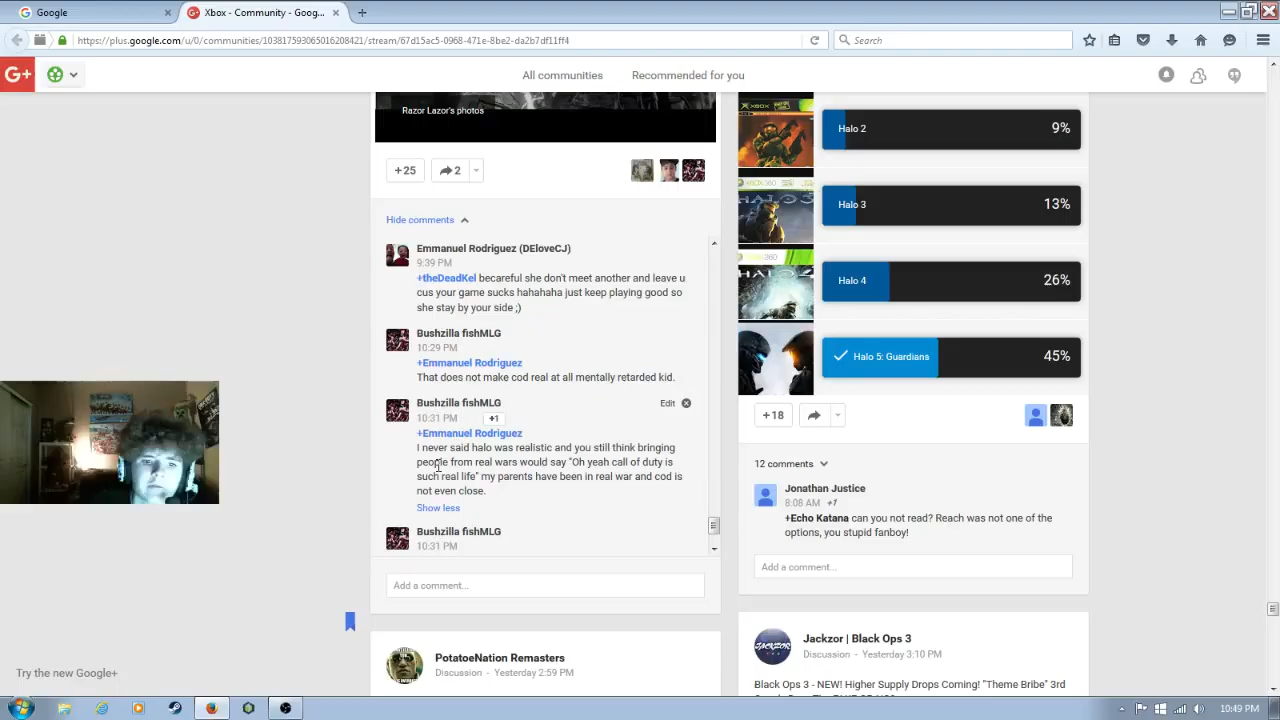 Google
Xbox - Community - Goog...
https://plus.google.com/u/0/communities/103817593065016208421/stream/67d15ac5-0968-471e-8be2-da2b7df11ff4
Search
G+
All communities
Recommended for you
Razor Lazor's photos
+25
2
Hide comments
Emmanuel Rodriguez (DEloveCJ)
9:39 PM
+theDeadKel becareful she don't meet another and leave u
cus your game sucks hahahaha just keep playing good so
she stay by your side ;)
Bushzilla fishMLG
10:29 PM
+Emmanuel Rodriguez
That does not make cod real at all mentally retarded kid.
Bushzilla fishMLG
Edit
10:31 PM
+1
+Emmanuel Rodriguez
I never said halo was realistic and you still think bringing
people from real wars would say "Oh yeah call of duty is
such real life" my parents have been in real war and cod is
not even close.
Show less
Bushzilla fishMLG
10:31 PM
Add a comment...
PotatoeNation Remasters
Discussion - Yesterday 2:59 PM
Try the new Google+
XBOX
Halo 2
9%
HALO 3
Halo 3
13%
360
HALO 4
Halo 4
26%
Halo 5: Guardians
45%
+18
12 comments
Jonathan Justice
8:08 AM +1
+Echo Katana can you not read? Reach was not one of the
options, you stupid fanboy!
Add a comment...
JACKZOR
Jackzor | Black Ops 3
Discussion - Yesterday 3:10 PM
Black Ops 3 - NEW! Higher Supply Drops Coming! "Theme Bribe" 3rd
10:49 PM